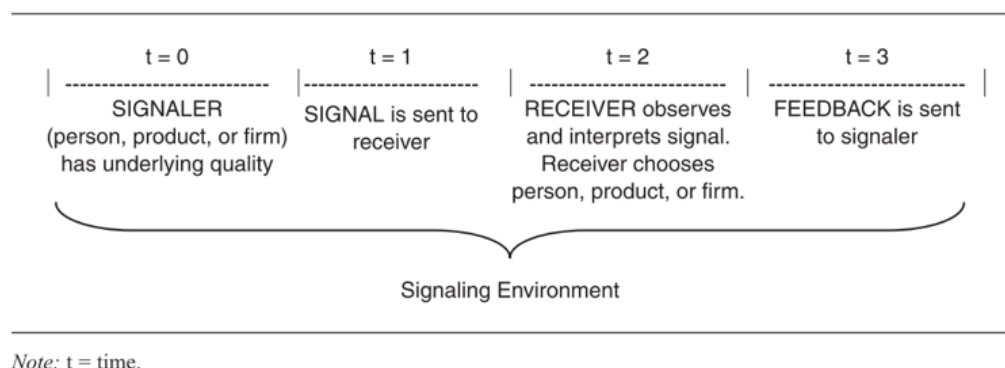 t = 0
t = 1
t = 2
t = 3
SIGNALER
(person, product, or firm)
has underlying quality
SIGNAL is sent to
receiver
RECEIVER observes
and interprets signal.
Receiver chooses
person, product, or firm.
FEEDBACK is sent
to signaler
Signaling Environment
Note: t = time.